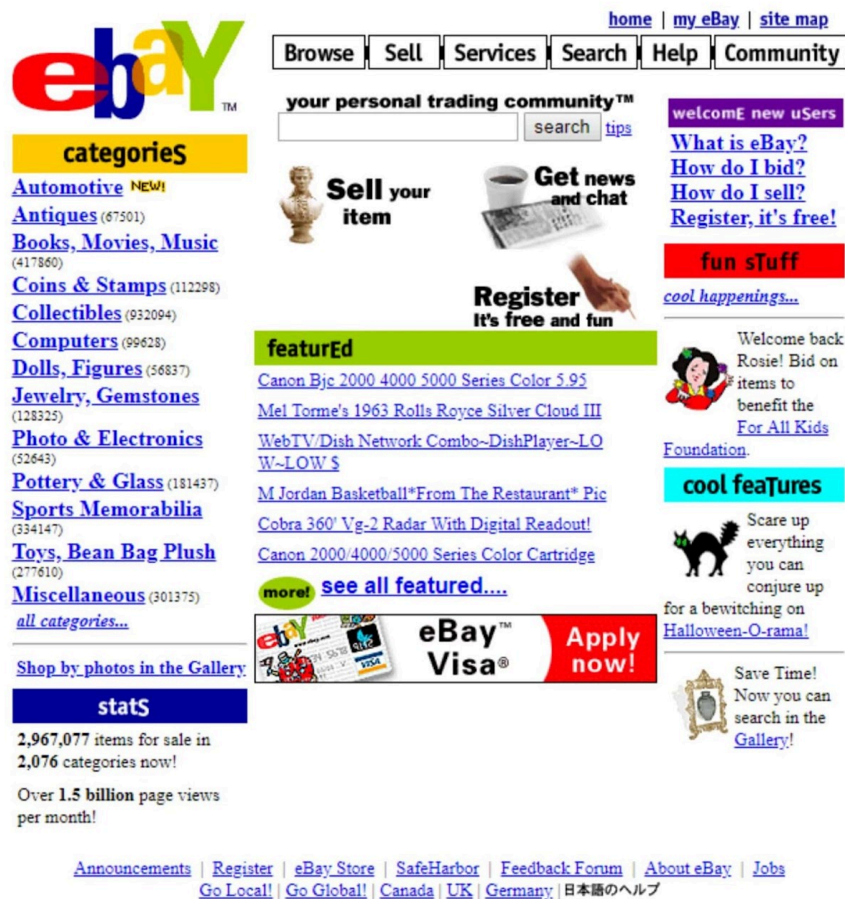 home | my eBay | site map
ebaY™
Browse Sell Services Search Help Community
your personal trading community™
search tips
categorieS
Automotive NEW!
Antiques (67501)
Books, Movies, Music
(417860)
Coins & Stamps (112298)
Collectibles (932094)
Computers (99628)
Dolls, Figures (56837)
Jewelry, Gemstones
(128325)
Photo & Electronics
(52643)
Pottery & Glass (181437)
Sports Memorabilia
(334147)
Toys, Bean Bag Plush
(277610)
Miscellaneous (301375)
all categories...
Shop by photos in the Gallery
statS
2,967,077 items for sale in
2,076 categories now!
Over 1.5 billion page views
per month!
Sell your
item
Get news
and chat
Register
It's free and fun
featurEd
Canon Bjc 2000 4000 5000 Series Color 5.95
Mel Torme's 1963 Rolls Royce Silver Cloud III
WebTV/Dish Network Combo~DishPlayer~LO
W~LOW $
M Jordan Basketball*From The Restaurant* Pic
Cobra 360' Vg-2 Radar With Digital Readout!
Canon 2000/4000/5000 Series Color Cartridge
more! see all featured....
ebaY
VISA
eBay™
Visa®
Apply
now!
welcomE new uSers
What is eBay?
How do I bid?
How do I sell?
Register, it's free!
fun sTuff
cool happenings...
Welcome back
Rosie! Bid on
items to
benefit the
For All Kids
Foundation.
cool feaTures
Scare up
everything
you can
conjure up
for a bewitching on
Halloween-O-rama!
Save Time!
Now you can
search in the
Gallery!
Announcements | Register | eBay Store | SafeHarbor | Feedback Forum | About eBay | Jobs
Go Local! | Go Global! | Canada | UK | Germany | 日本語のヘルプ